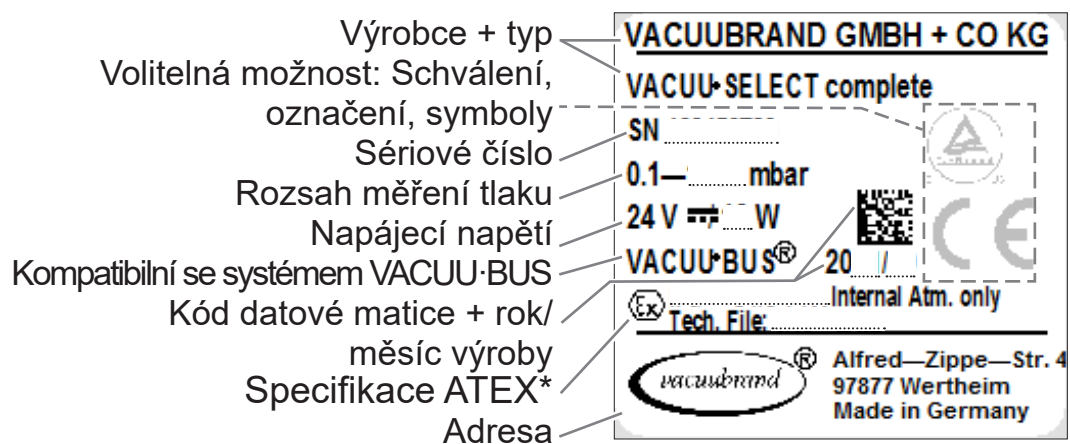 Výrobce + typ
Volitelná možnost: Schválení,
označení, symboly
Sériové číslo
Rozsah měření tlaku
Napájecí napětí
Kompatibilní se systémem VACUU·BUS
Kód datové matice + rok/
měsíc výroby
Specifikace ATEX*
Adresa
VACUUBRAND GMBH + CO KG
VACUU·SELECT complete
SN
0.1— mbar
24 V / W
VACUU·BUS® 20 /
CE
Ex Internal Atm. only
Tech. File:
vacuubrand ®
Alfred—Zippe—Str. 4
97877 Wertheim
Made in Germany